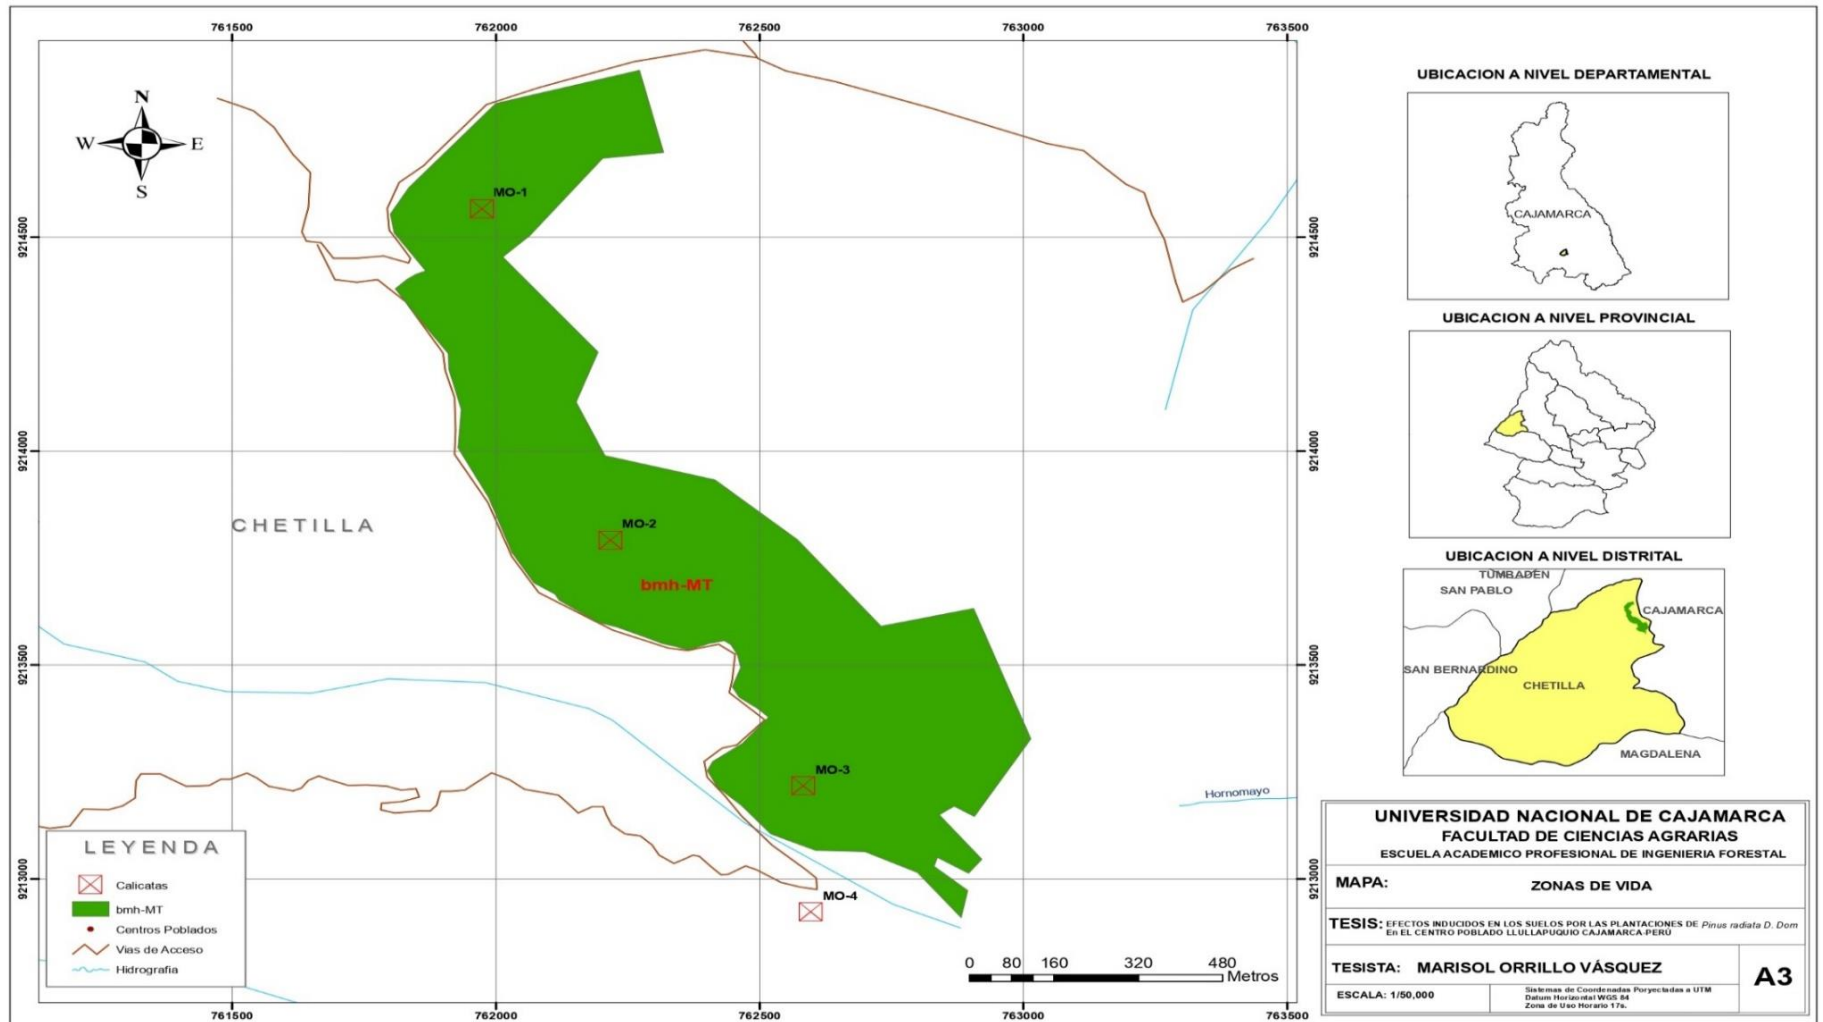 761500 762000 762500 763000 763500
N
W E
S
MO-1
9214500 9214500
9214000 9214000
CHETILLA
MO-2
bmh-MT
9213500 9213500
MO-3
Hornomayo
9213000 9213000
MO-4
LEYENDA
Calicatas
bmh-MT
Centros Poblados
Vias de Acceso
Hidrografia
0 80 160 320 480
Metros
761500 762000 762500 763000 763500
UBICACION A NIVEL DEPARTAMENTAL
CAJAMARCA
UBICACION A NIVEL PROVINCIAL
UBICACION A NIVEL DISTRITAL
TUMBADEN
SAN PABLO
CAJAMARCA
SAN BERNARDINO
CHETILLA
MAGDALENA
UNIVERSIDAD NACIONAL DE CAJAMARCA
FACULTAD DE CIENCIAS AGRARIAS
ESCUELA ACADEMICO PROFESIONAL DE INGENIERIA FORESTAL
MAPA: ZONAS DE VIDA
TESIS: EFECTOS INDUCIDOS EN LOS SUELOS POR LAS PLANTACIONES DE Pinus radiata D. Dom
En EL CENTRO POBLADO LLULLAPUQUIO CAJAMARCA-PERÚ
TESISTA: MARISOL ORRILLO VÁSQUEZ
A3
ESCALA: 1/50,000
Sistemas de Coordenadas Poryectadas a UTM
Datum Horizontal WGS 84
Zona de Uso Horario 17s.